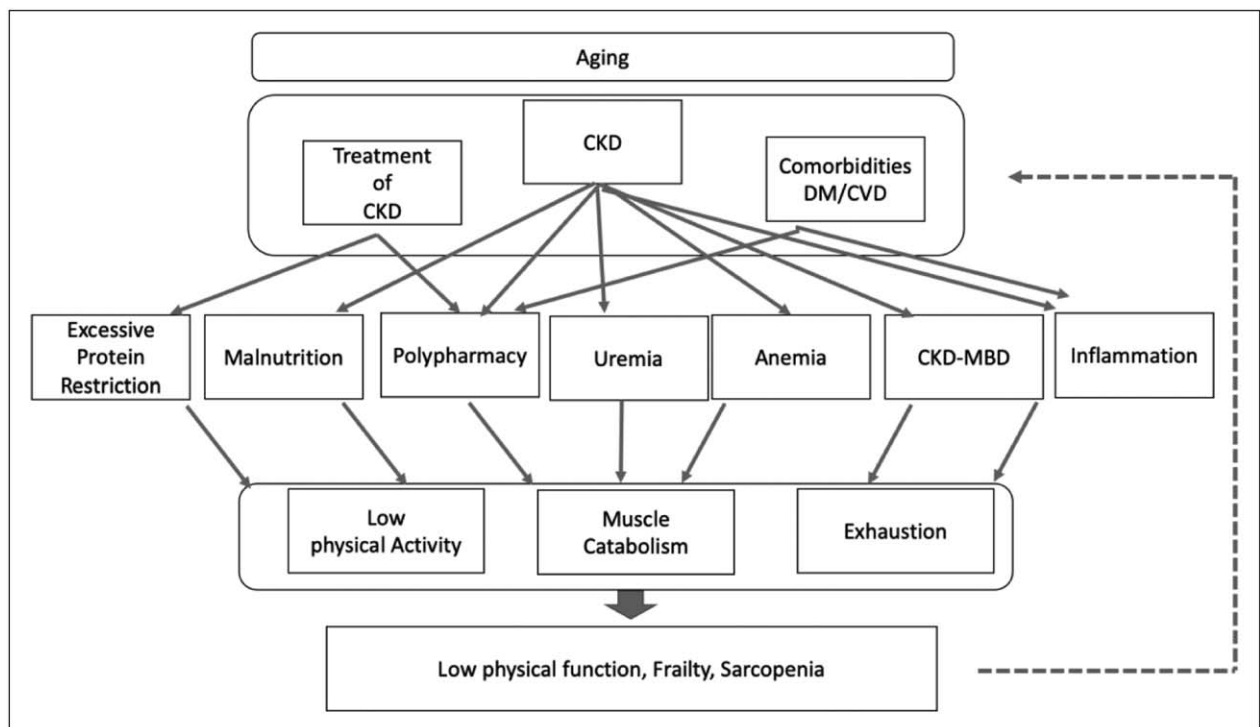 Aging
CKD
Treatment
of
CKD
Comorbidities
DM/CVD
Excessive
Protein
Restriction
Malnutrition
Polypharmacy
Uremia
Anemia
CKD-MBD
Inflammation
Low
physical Activity
Muscle
Catabolism
Exhaustion
Low physical function, Frailty, Sarcopenia